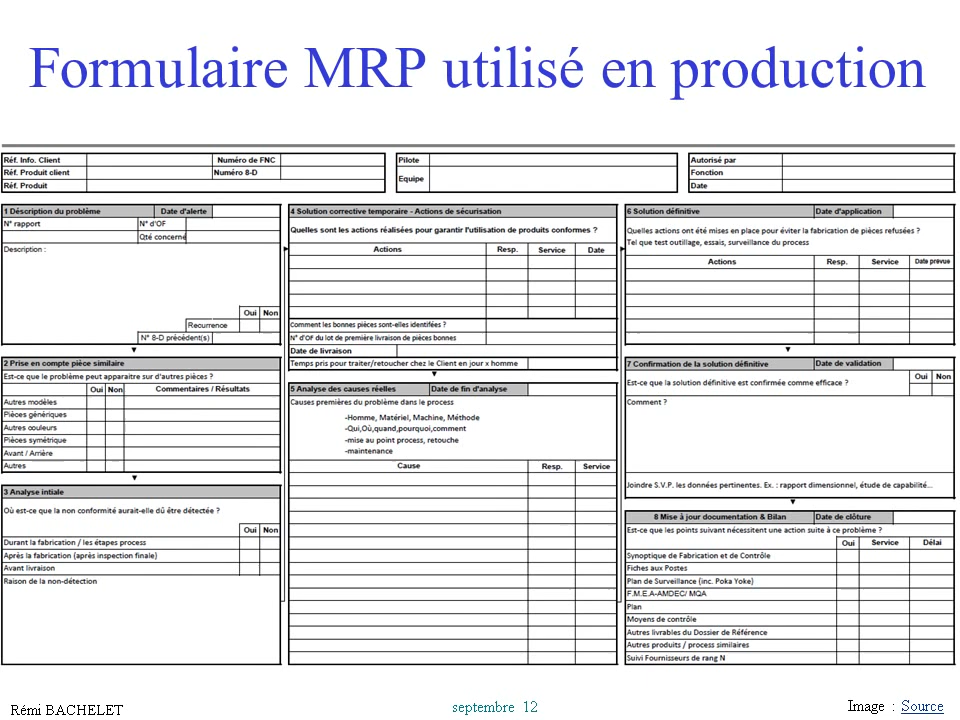 Formulaire MRP utilisé en production
Réf. Info. Client
Numéro de FNC
Réf. Produit client
Numéro 8-D
Réf. Produit
Pilote
Equipe
Autorisé par
Fonction
Date
1 Déscription du problème
Date d'alerte
N° rapport
N° d'OF
Qté concerné
Description :
Oui Non
Recurrence
N° 8-D précédent(s)
2 Prise en compte pièce similaire
Est-ce que le problème peut apparaitre sur d'autres pièces ?
Oui Non Commentaires / Résultats
Autres modèles
Pièces génériques
Autres couleurs
Pièces symétrique
Avant / Arrière
Autres
3 Analyse intiale
Où est-ce que la non conformité aurait-elle dû être détectée ?
Oui Non
Durant la fabrication / les étapes process
Après la fabrication (après inspection finale)
Avant livraison
Raison de la non-détection
4 Solution corrective temporaire - Actions de sécurisation
Quelles sont les actions réalisées pour garantir l'utilisation de produits conformes ?
Actions Resp. Service Date
Comment les bonnes pièces sont-elles identifiées ?
N° d'OF du lot de première livraison de pièces bonnes
Date de livraison
Temps pris pour traiter/retoucher chez le Client en jour x homme
5 Analyse des causes réelles
Date de fin d'analyse
Causes premières du problème dans le process
-Homme, Matériel, Machine, Méthode
-Qui,Où,quand,pourquoi,comment
-mise au point process, retouche
-maintenance
Cause Resp. Service
6 Solution définitive
Date d'application
Quelles actions ont été mises en place pour éviter la fabrication de pièces refusées ?
Tel que test outillage, essais, surveillance du process
Actions Resp. Service Date prévue
7 Confirmation de la solution définitive
Date de validation
Oui Non
Est-ce que la solution définitive est confirmée comme efficace ?
Comment ?
Joindre S.V.P. les données pertinentes. Ex. : rapport dimensionnel, étude de capabilité...
8 Mise à jour documentation & Bilan
Date de clôture
Est-ce que les points suivant nécessitent une action suite à ce problème ?
Oui Service Délai
Synoptique de Fabrication et de Contrôle
Fiches aux Postes
Plan de Surveillance (inc. Poka Yoke)
F.M.E.A-AMDEC/ MQA
Plan
Moyens de contrôle
Autres livrables du Dossier de Référence
Autres produits / process similaires
Suivi Fournisseurs de rang N
Rémi BACHELET
septembre 12
Image : Source